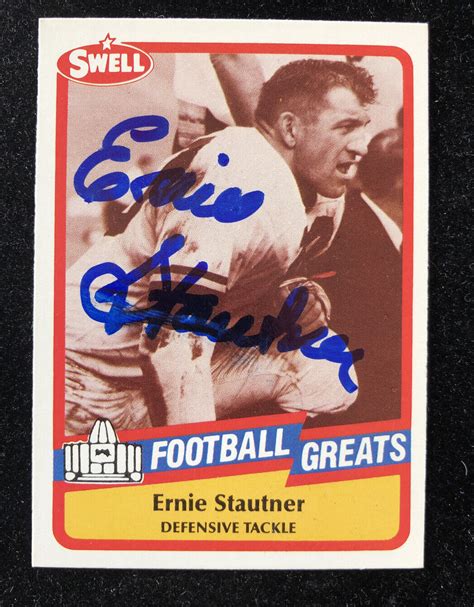 SWELL
Ernie
Stautner
FOOTBALL GREATS
Ernie Stautner
DEFENSIVE TACKLE